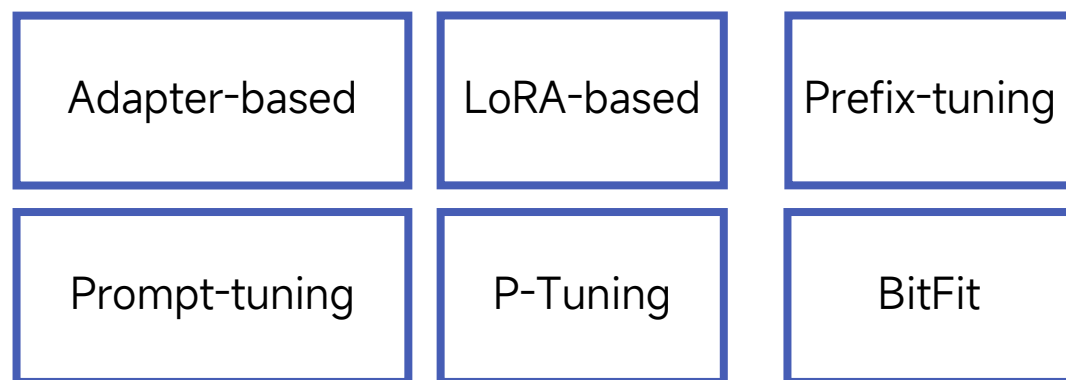 Adapter-based
LoRA-based
Prefix-tuning
Prompt-tuning
P-Tuning
BitFit